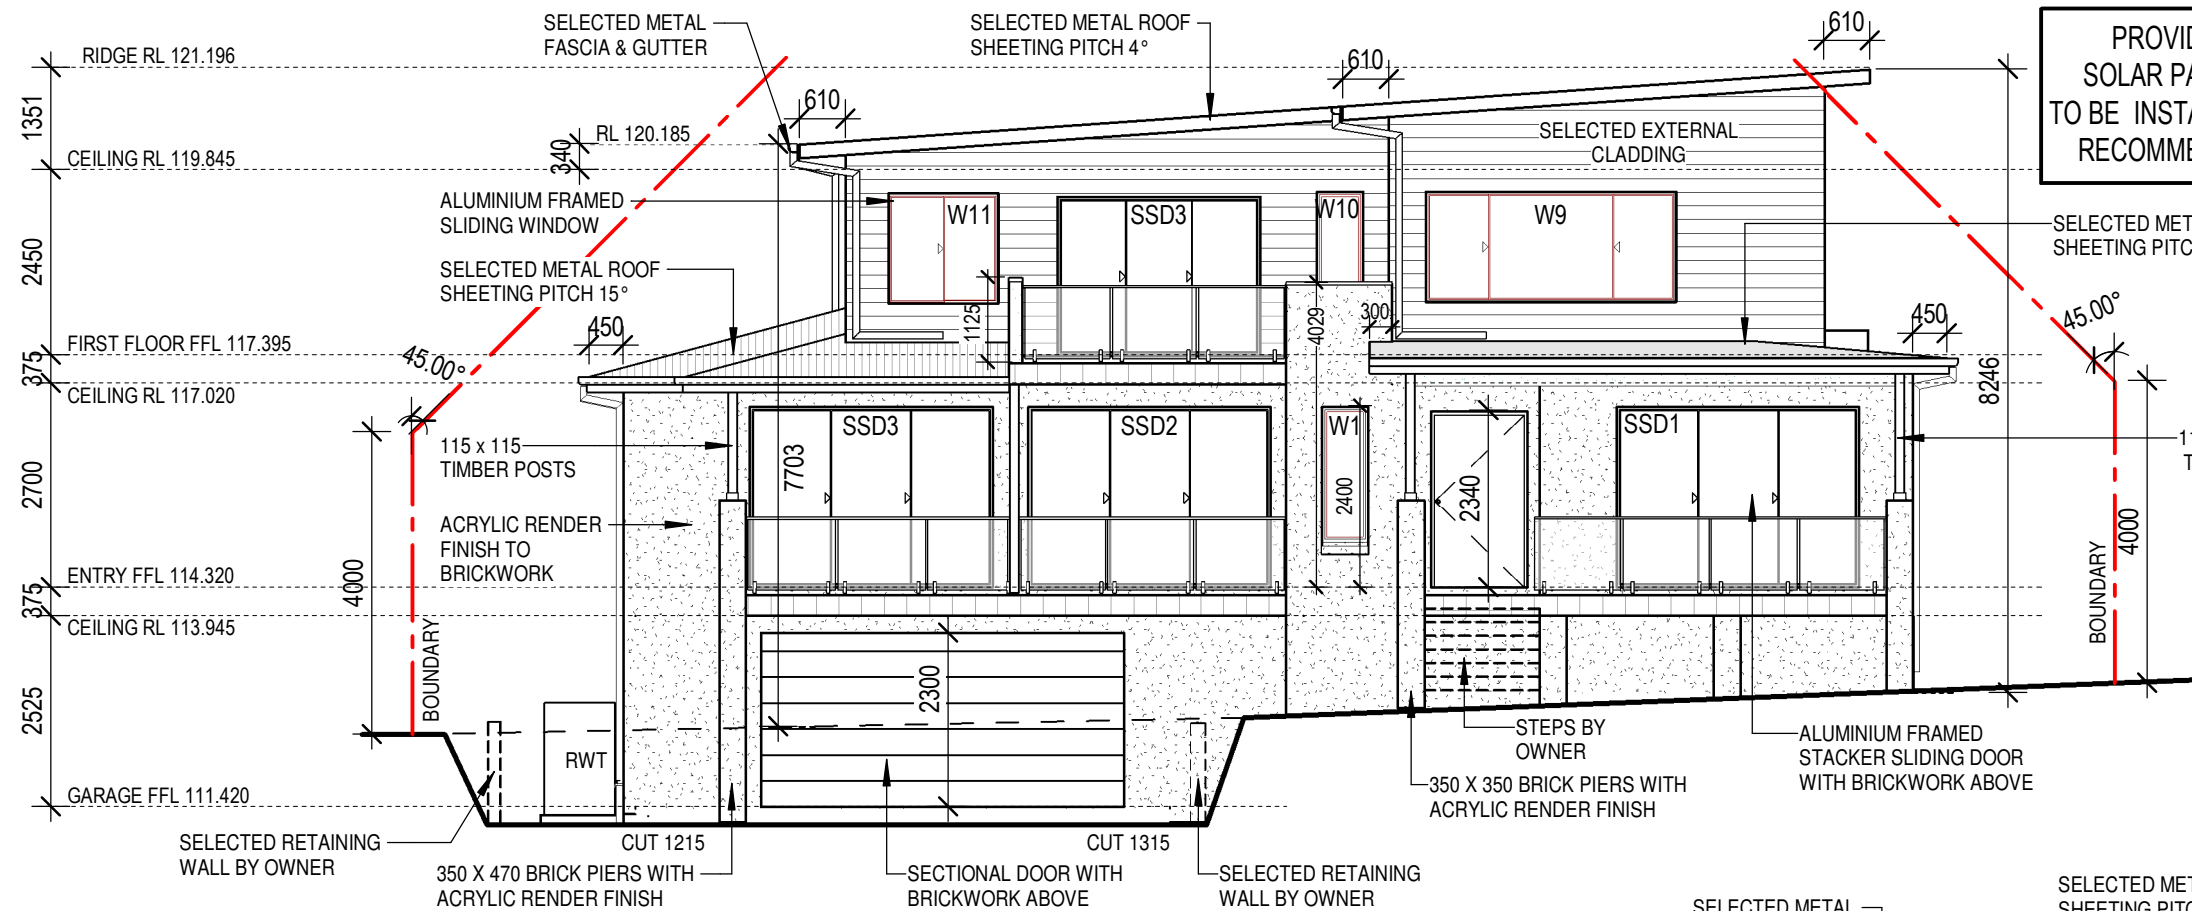 SELECTED METAL
FASCIA & GUTTER
SELECTED METAL ROOF
SHEETING PITCH 4°
610
610
610
PROVID
SOLAR PA
TO BE INSTA
RECOMME
RIDGE RL 121.196
1351
RL 120.185
340
CEILING RL 119.845
SELECTED EXTERNAL
CLADDING
ALUMINIUM FRAMED
SLIDING WINDOW
W11
SSD3
W10
W9
SELECTED MET
SHEETING PITC
2450
SELECTED METAL ROOF
SHEETING PITCH 15°
450
1125
4029
300
450
45.00°
45.00°
FIRST FLOOR FFL 117.395
375
CEILING RL 117.020
8246
SSD3
SSD2
W1
SSD1
115 x 115
TIMBER POSTS
11
T
2700
7703
2400
2340
ACRYLIC RENDER
FINISH TO
BRICKWORK
4000
4000
ENTRY FFL 114.320
375
CEILING RL 113.945
BOUNDARY
BOUNDARY
2525
2300
RWT
STEPS BY
OWNER
ALUMINIUM FRAMED
STACKER SLIDING DOOR
WITH BRICKWORK ABOVE
350 X 350 BRICK PIERS WITH
ACRYLIC RENDER FINISH
GARAGE FFL 111.420
SELECTED RETAINING
WALL BY OWNER
CUT 1215
CUT 1315
350 X 470 BRICK PIERS WITH
ACRYLIC RENDER FINISH
SECTIONAL DOOR WITH
BRICKWORK ABOVE
SELECTED RETAINING
WALL BY OWNER
SELECTED METAL
SELECTED MET
SHEETING PITC